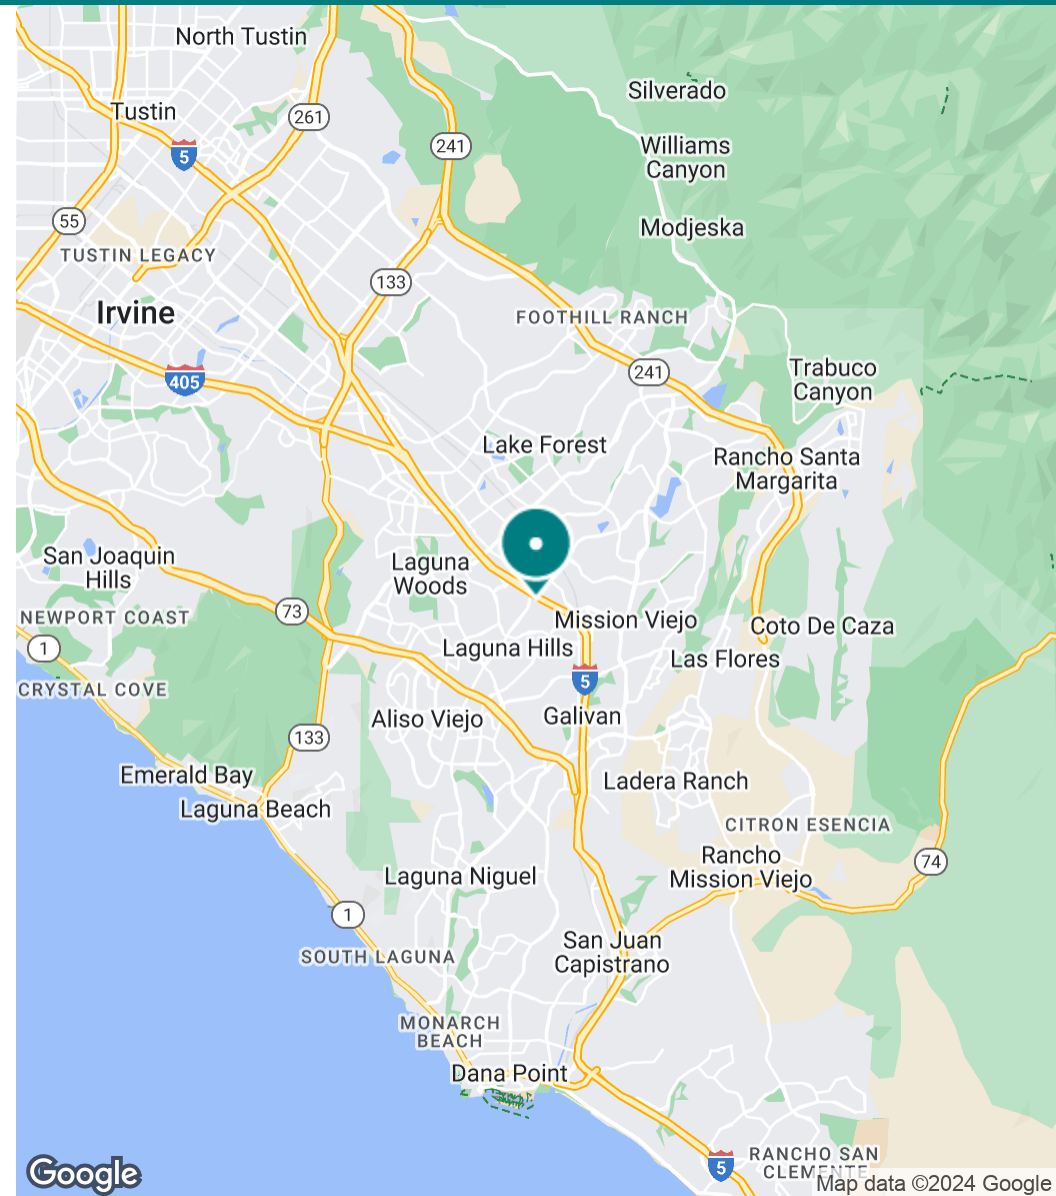 North Tustin
Silverado
Tustin
261
241
Williams
Canyon
5
55
Modjeska
TUSTIN LEGACY
133
Irvine
FOOTHILL RANCH
405
241
Trabuco
Canyon
Lake Forest
Rancho Santa
Margarita
San Joaquin
Hills
Laguna
Woods
73
NEWPORT COAST
Mission Viejo
Coto De Caza
1
Laguna Hills
Las Flores
CRYSTAL COVE
5
Aliso Viejo
Galivan
133
Emerald Bay
Ladera Ranch
Laguna Beach
CITRON ESENCIA
Rancho
Mission Viejo
74
Laguna Niguel
1
San Juan
Capistrano
SOUTH LAGUNA
MONARCH
BEACH
Dana Point
RANCHO SAN
CLEMENTE
5
Google
Map data ©2024 Google